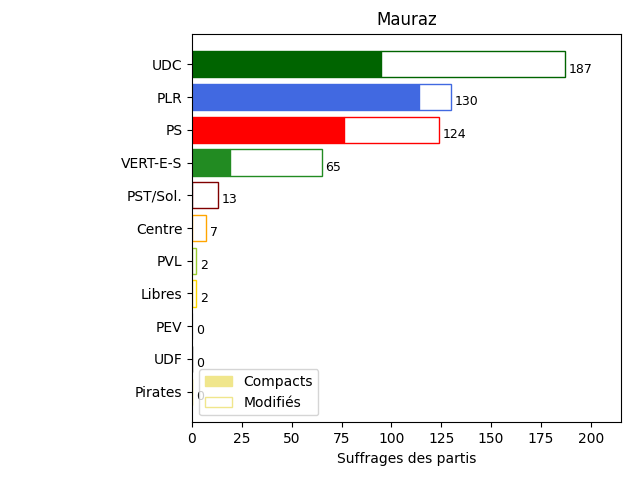 Mauraz
UDC 187
PLR 130
PS 124
VERT-E-S 65
PST/Sol. 13
Centre 7
PVL 2
Libres 2
PEV 0
UDF 0
Pirates 0
Compacts
Modifiés
0 25 50 75 100 125 150 175 200
Suffrages des partis